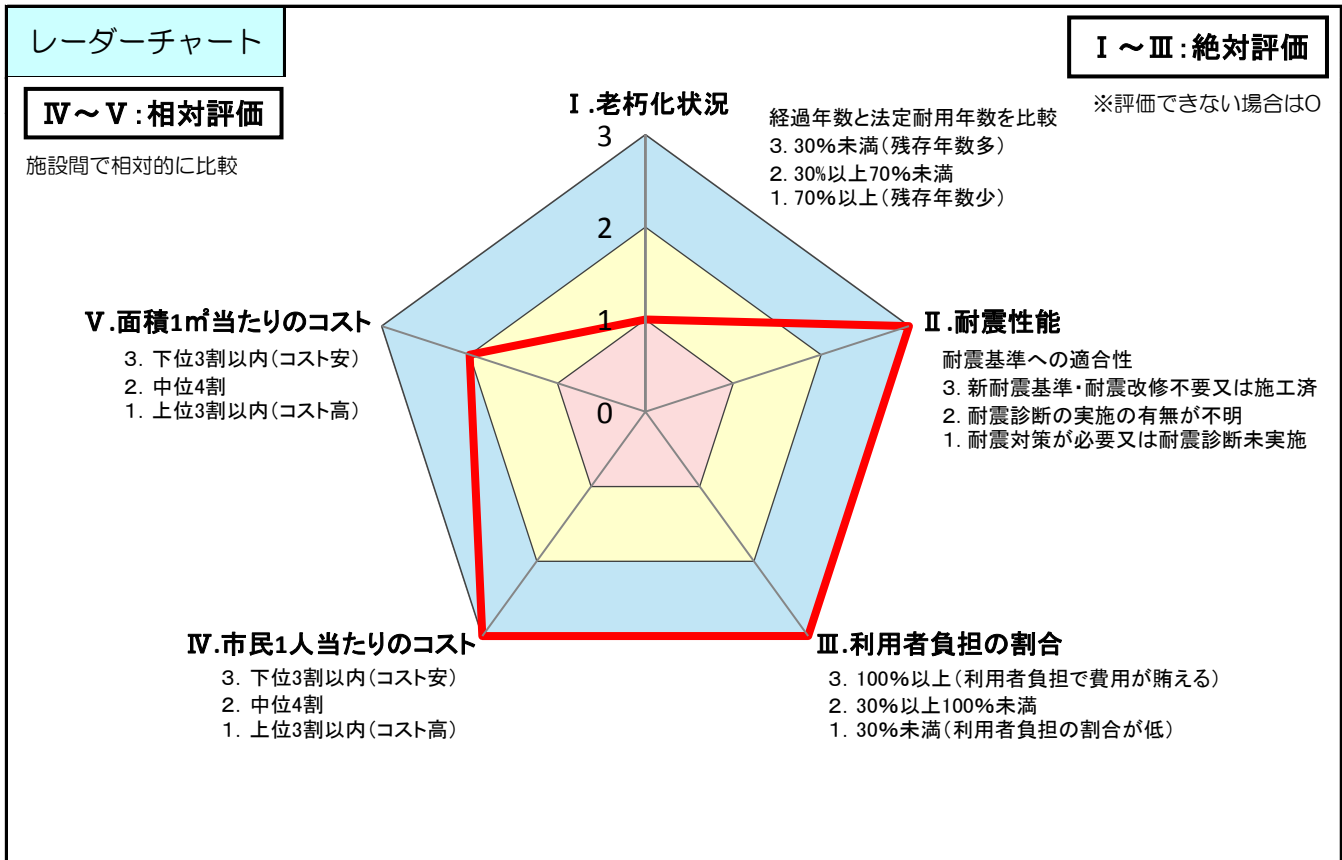 レーダーチャート
Ⅰ～Ⅲ:絶対評価
※評価できない場合は0
Ⅳ～Ⅴ:相対評価
施設間で相対的に比較
Ⅰ.老朽化状況
経過年数と法定耐用年数を比較
3. 30%未満(残存年数多)
2. 30%以上70%未満
1. 70%以上(残存年数少)
3
2
1
0
Ⅱ.耐震性能
耐震基準への適合性
3. 新耐震基準・耐震改修不要又は施工済
2. 耐震診断の実施の有無が不明
1. 耐震対策が必要又は耐震診断未実施
Ⅴ.面積1㎡当たりのコスト
3. 下位3割以内(コスト安)
2. 中位4割
1. 上位3割以内(コスト高)
Ⅳ.市民1人当たりのコスト
3. 下位3割以内(コスト安)
2. 中位4割
1. 上位3割以内(コスト高)
Ⅲ.利用者負担の割合
3. 100%以上(利用者負担で費用が賄える)
2. 30%以上100%未満
1. 30%未満(利用者負担の割合が低)